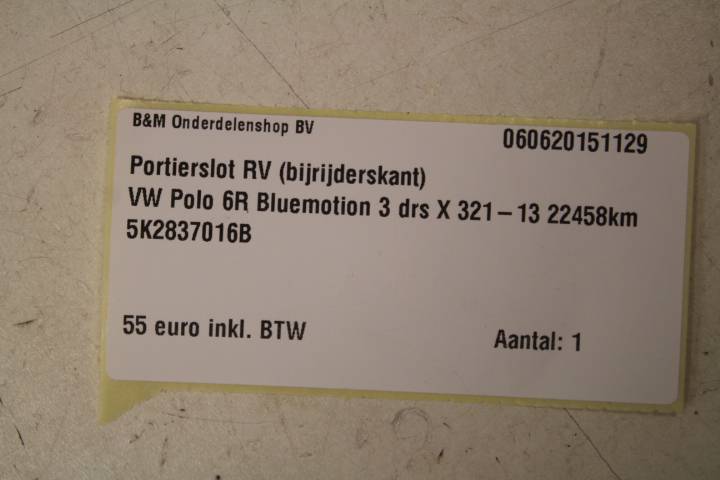 B&M Onderdelenshop BV
060620151129
Portierslot RV (bijrijderskant)
VW Polo 6R Bluemotion 3 drs X 321 – 13 22458km
5K2837016B
55 euro inkl. BTW
Aantal: 1